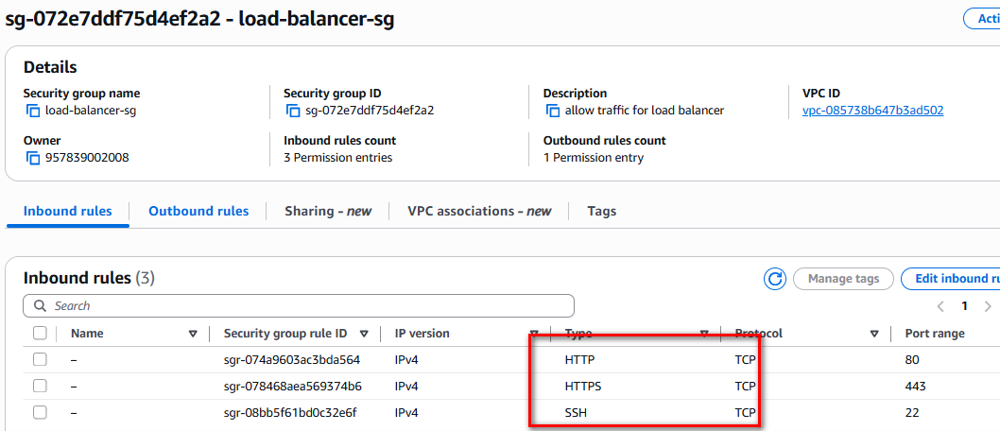 sg-072e7ddf75d4ef2a2 - load-balancer-sg
Acti
Details
Security group name
load-balancer-sg
Security group ID
sg-072e7ddf75d4ef2a2
Description
allow traffic for load balancer
VPC ID
vpc-085738b647b3ad502
Owner
957839002008
Inbound rules count
3 Permission entries
Outbound rules count
1 Permission entry
Inbound rules Outbound rules Sharing - new VPC associations - new Tags
Inbound rules (3)
Manage tags
Edit inbound ru
Search
1
Name Security group rule ID IP version Type Protocol Port range
– sgr-074a9603ac3bda564 IPv4 HTTP TCP 80
– sgr-078468aea569374b6 IPv4 HTTPS TCP 443
– sgr-08bb5f61bd0c32e6f IPv4 SSH TCP 22